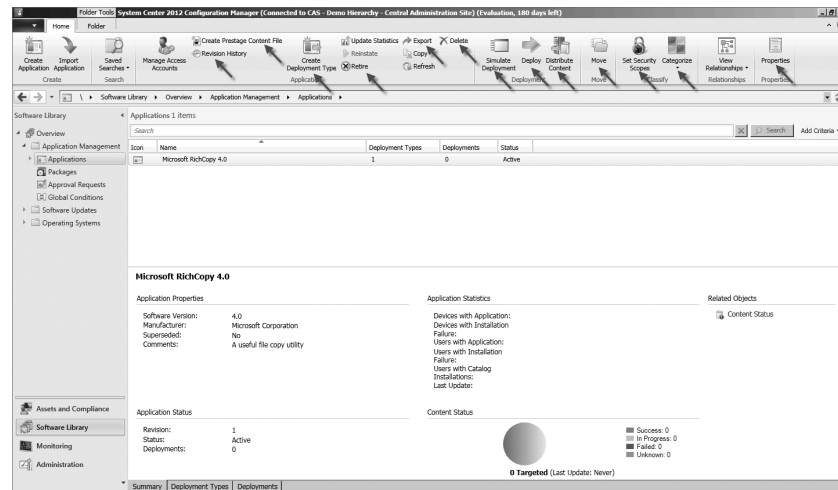 Folder Tools System Center 2012 Configuration Manager (Connected to CAS - Demo Hierarchy - Central Administration Site) (Evaluation, 180 days left)
Home Folder
Create Application
Import Application
Saved Searches
Create
Search
Manage Access Accounts
Create Prestage Content File
Revision History
Create Deployment Type
Update Statistics
Reinstate
Retire
Export
Copy
Refresh
Delete
Simulate Deployment
Deploy
Distribute Content
Move
Set Security Scopes
Categorize
View Relationships
Properties
Move
Relationships
\ Software Library Overview Application Management Applications
Software Library
Overview
Application Management
Applications
Packages
Approval Requests
Global Conditions
Software Updates
Operating Systems
Applications 1 items
Search
Search
Add Criteria
Icon Name Deployment Types Deployments Status
Microsoft RichCopy 4.0 1 0 Active
Microsoft RichCopy 4.0
Application Properties
Software Version: 4.0
Manufacturer: Microsoft Corporation
Superseded: No
Comments: A useful file copy utility
Application Statistics
Devices with Application:
Devices with Installation
Failure:
Users with Application:
Users with Installation
Failure:
Users with Catalog
Installations:
Last Update:
Related Objects
Content Status
Application Status
Revision: 1
Status: Active
Deployments: 0
Content Status
Success: 0
In Progress: 0
Failed: 0
Unknown: 0
0 Targeted (Last Update: Never)
Assets and Compliance
Software Library
Monitoring
Administration
Summary Deployment Types Deployments